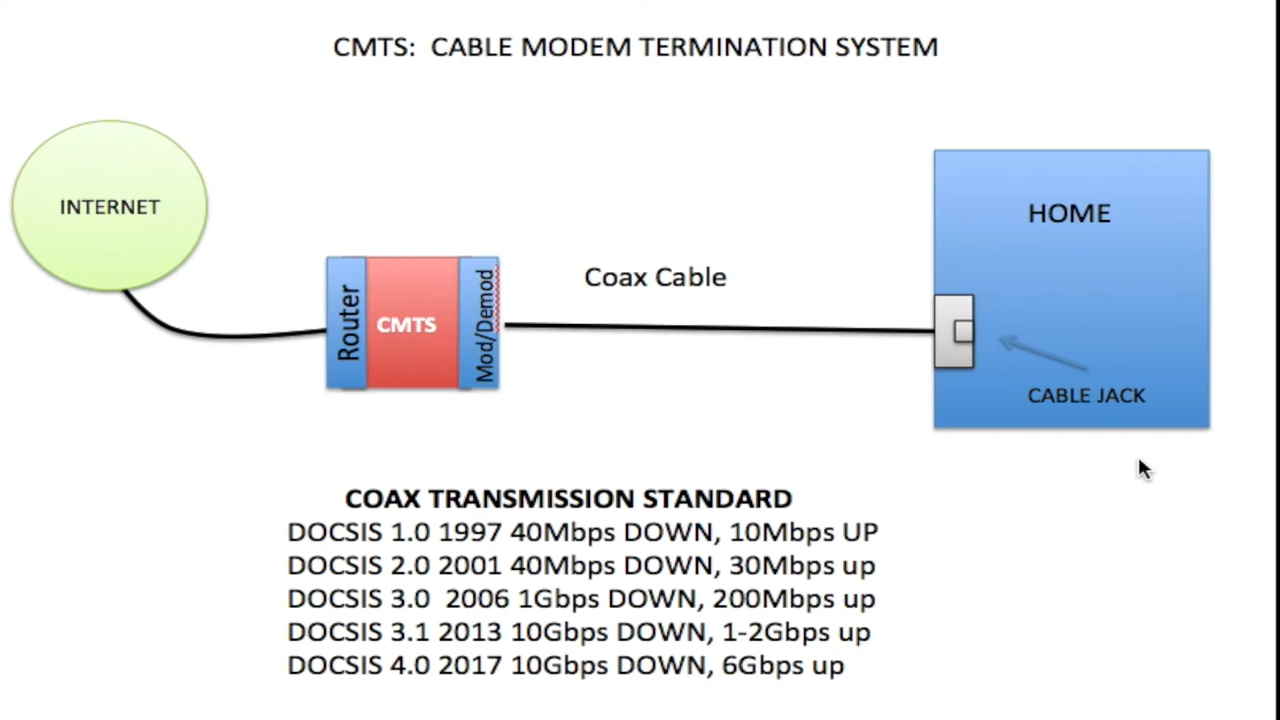 CMTS: CABLE MODEM TERMINATION SYSTEM
INTERNET
HOME
Router
CMTS
Mod/Demod
Coax Cable
CABLE JACK
COAX TRANSMISSION STANDARD
DOCSIS 1.0 1997 40Mbps DOWN, 10Mbps UP
DOCSIS 2.0 2001 40Mbps DOWN, 30Mbps up
DOCSIS 3.0 2006 1Gbps DOWN, 200Mbps up
DOCSIS 3.1 2013 10Gbps DOWN, 1-2Gbps up
DOCSIS 4.0 2017 10Gbps DOWN, 6Gbps up